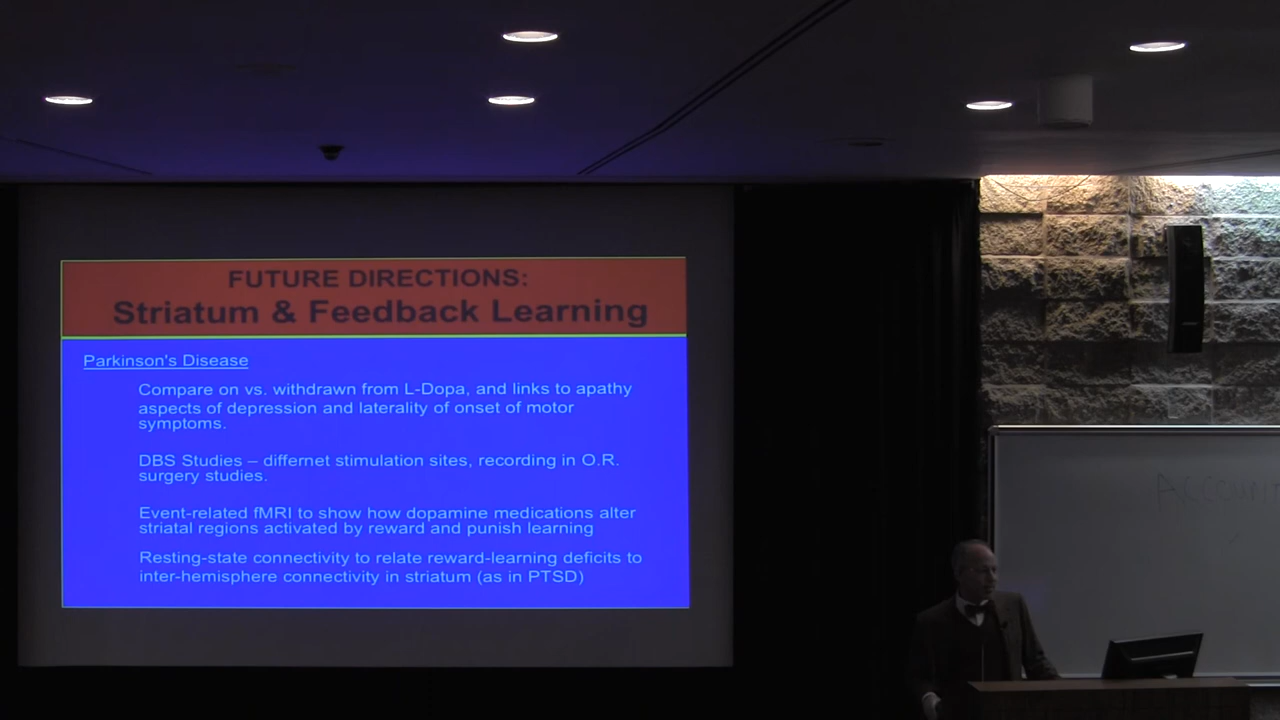 FUTURE DIRECTIONS:
Striatum & Feedback Learning
Parkinson's Disease
Compare on vs. withdrawn from L-Dopa, and links to apathy
aspects of depression and laterality of onset of motor
symptoms.
DBS Studies – differnet stimulation sites, recording in O.R.
surgery studies.
Event-related fMRI to show how dopamine medications alter
striatal regions activated by reward and punish learning
Resting-state connectivity to relate reward-learning deficits to
inter-hemisphere connectivity in striatum (as in PTSD)